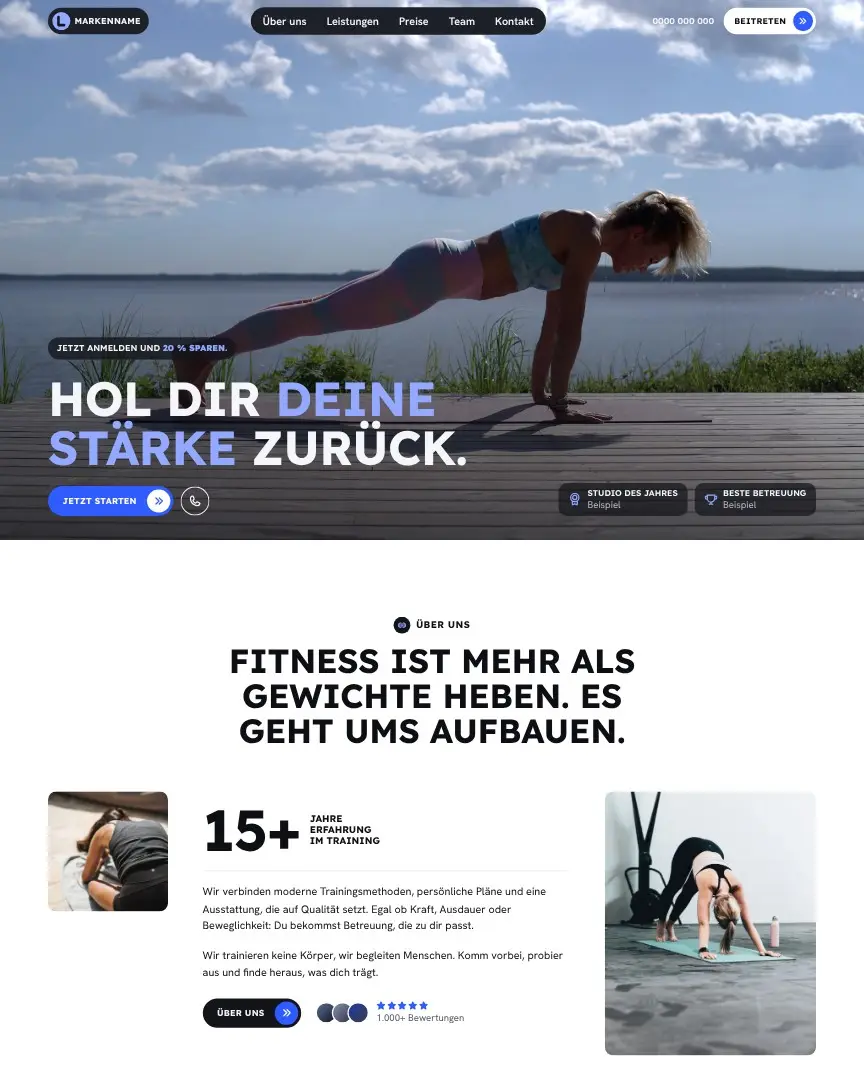 MARKENNAME
Über uns Leistungen Preise Team Kontakt
0000 000 000
BEITRETEN
JETZT ANMELDEN UND 20 % SPAREN.
HOL DIR DEINE
STÄRKE ZURÜCK.
JETZT STARTEN
STUDIO DES JAHRES
Beispiel
BESTE BETREUUNG
Beispiel
ÜBER UNS
FITNESS IST MEHR ALS
GEWICHTE HEBEN. ES
GEHT UMS AUFBAUEN.
15+
JAHRE
ERFAHRUNG
IM TRAINING
Wir verbinden moderne Trainingsmethoden, persönliche Pläne und eine
Ausstattung, die auf Qualität setzt. Egal ob Kraft, Ausdauer oder
Beweglichkeit: Du bekommst Betreuung, die zu dir passt.
Wir trainieren keine Körper, wir begleiten Menschen. Komm vorbei, probier
aus und finde heraus, was dich trägt.
ÜBER UNS
1.000+ Bewertungen